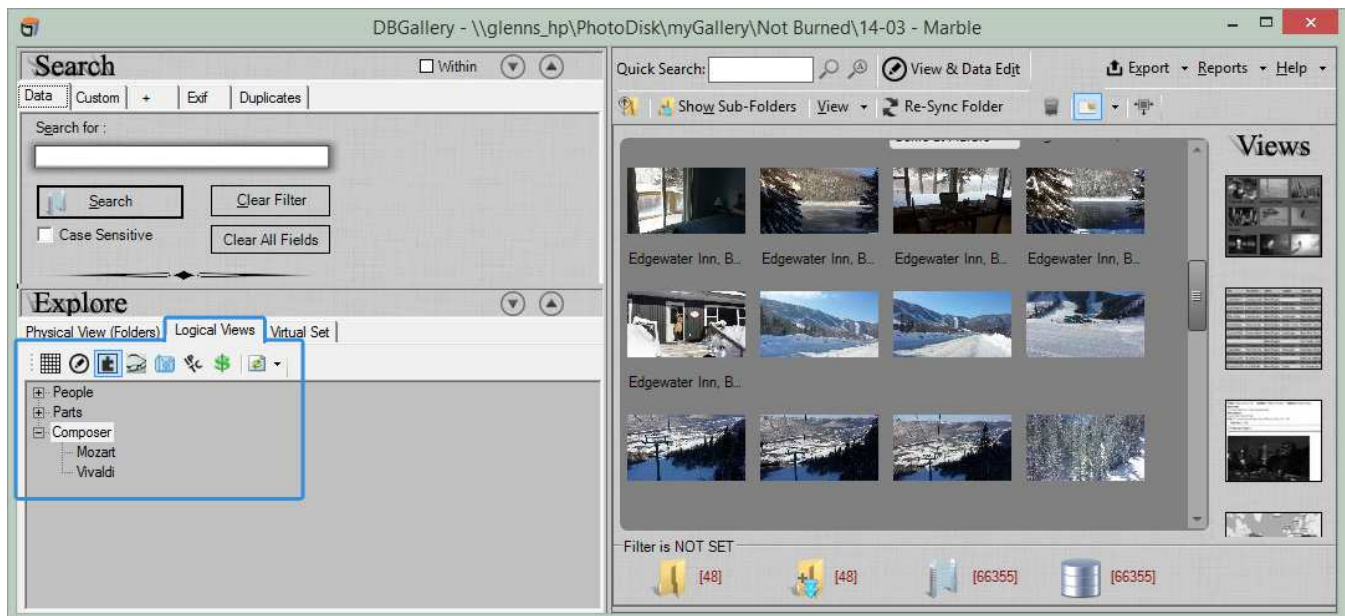 DBGallery - \\glenns_hp\PhotoDisk\myGallery\Not Burned\14-03 - Marble
Search
Within
Data Custom + Exif Duplicates
Search for :
Search Clear Filter
Case Sensitive Clear All Fields
Explore
Physical View (Folders) Logical Views Virtual Set
People
Parts
Composer
Mozart
Vivaldi
Quick Search: View & Data Edit Export Reports Help
Show Sub-Folders View Re-Sync Folder
Views
Edgewater Inn, B... Edgewater Inn, B... Edgewater Inn, B... Edgewater Inn, B...
Edgewater Inn, B...
Filter is NOT SET
[48] [48] [66355] [66355]